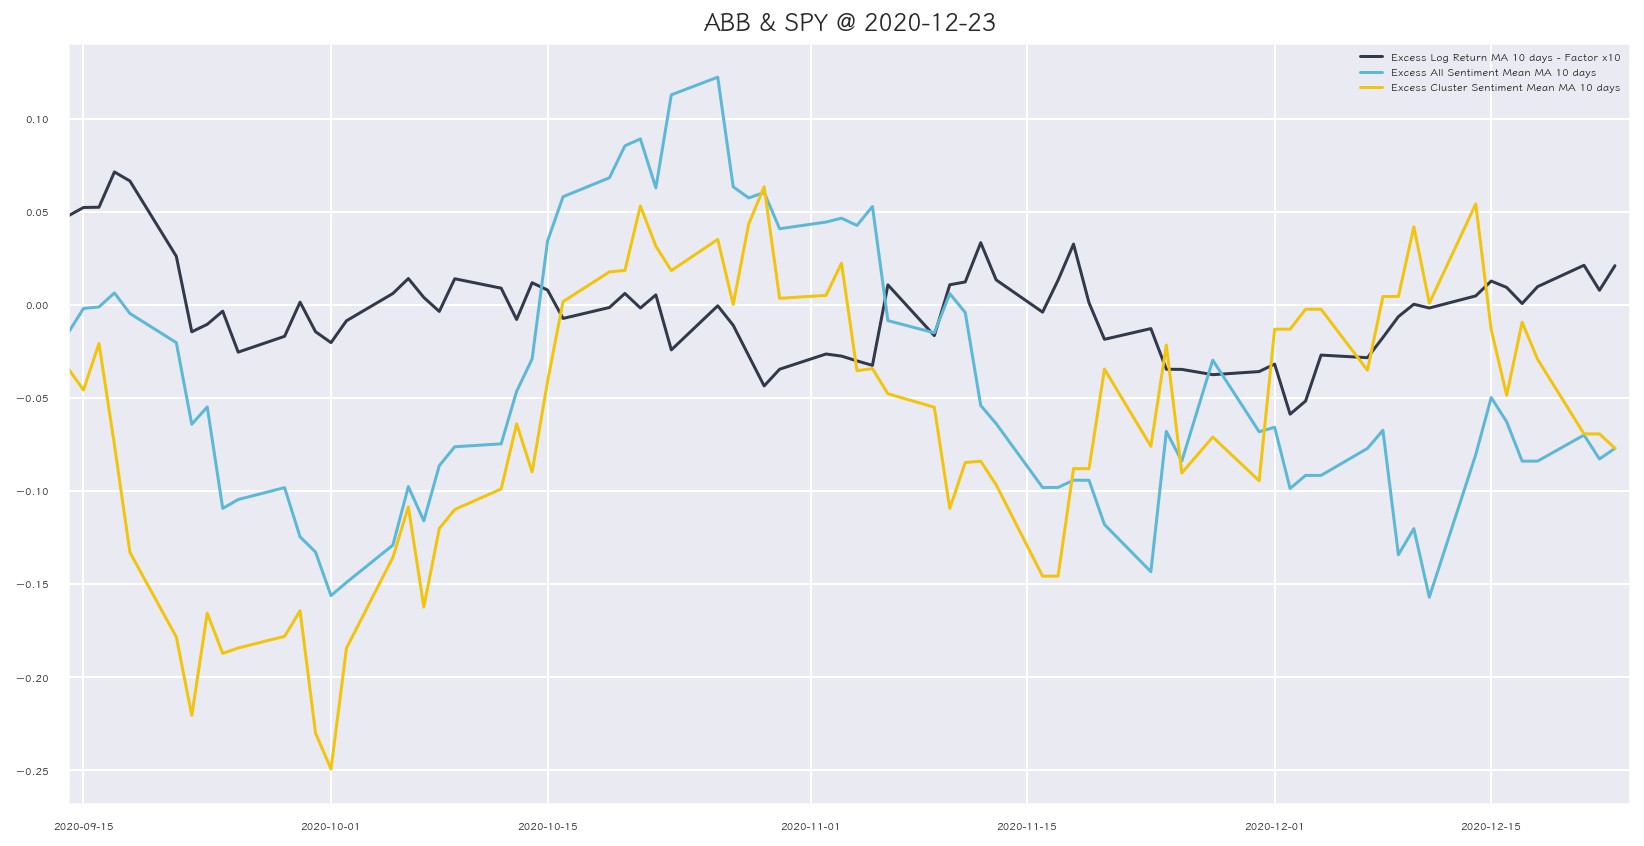 ABB & SPY @ 2020-12-23
Excess Log Return MA 10 days - Factor x10
Excess All Sentiment Mean MA 10 days
Excess Cluster Sentiment Mean MA 10 days
0.10
0.05
0.00
−0.05
−0.10
−0.15
−0.20
−0.25
2020-09-15 2020-10-01 2020-10-15 2020-11-01 2020-11-15 2020-12-01 2020-12-15